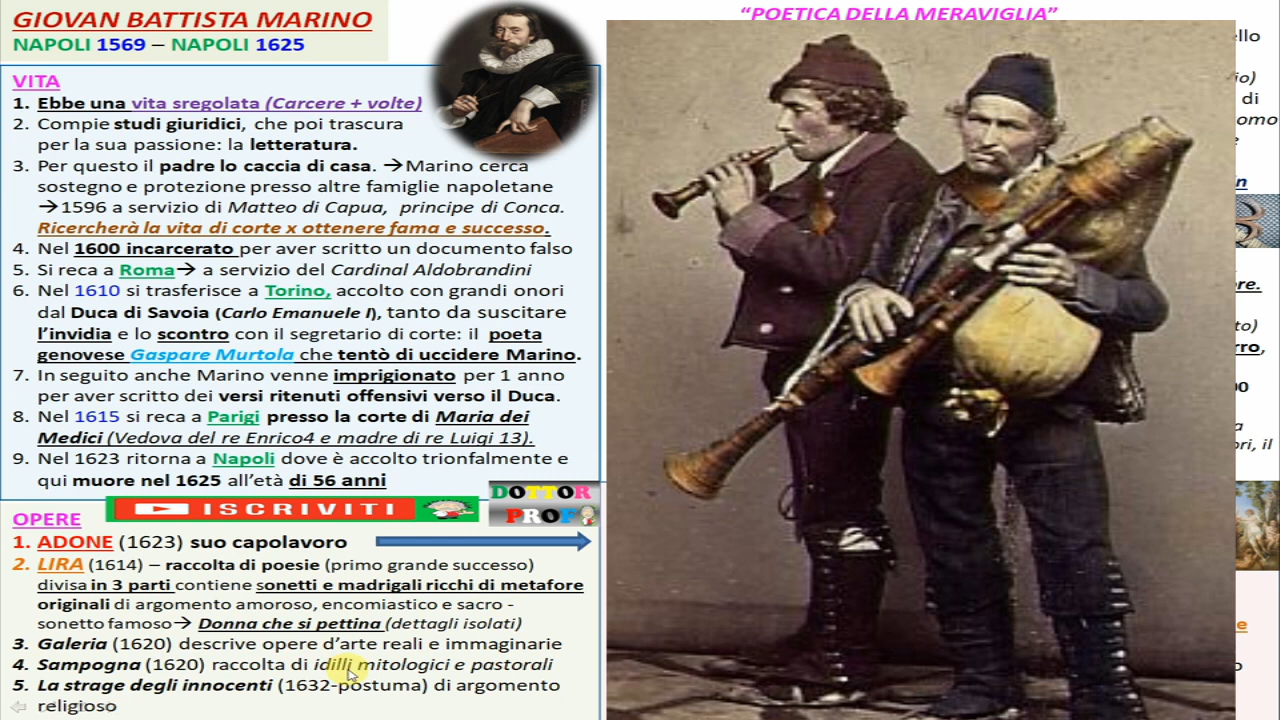 GIOVAN BATTISTA MARINO
NAPOLI 1569 – NAPOLI 1625
VITA
1. Ebbe una vita sregolata (Carcere + volte)
2. Compie studi giuridici, che poi trascura
per la sua passione: la letteratura.
3. Per questo il padre lo caccia di casa. →Marino cerca
sostegno e protezione presso altre famiglie napoletane
→1596 a servizio di Matteo di Capua, principe di Conca.
Ricercherà la vita di corte x ottenere fama e successo.
4. Nel 1600 incarcerato per aver scritto un documento falso
5. Si reca a Roma→ a servizio del Cardinal Aldobrandini
6. Nel 1610 si trasferisce a Torino, accolto con grandi onori
dal Duca di Savoia (Carlo Emanuele I), tanto da suscitare
l’invidia e lo scontro con il segretario di corte: il poeta
genovese Gaspare Murtola che tentò di uccidere Marino.
7. In seguito anche Marino venne imprigionato per 1 anno
per aver scritto dei versi ritenuti offensivi verso il Duca.
8. Nel 1615 si reca a Parigi presso la corte di Maria dei
Medici (Vedova del re Enrico4 e madre di re Luigi 13).
9. Nel 1623 ritorna a Napoli dove è accolto trionfalmente e
qui muore nel 1625 all’età di 56 anni
ISCRIVITI
DOTTOR
PROF
OPERE
1. ADONE (1623) suo capolavoro
2. LIRA (1614) – raccolta di poesie (primo grande successo)
divisa in 3 parti contiene sonetti e madrigali ricchi di metafore
originali di argomento amoroso, encomiastico e sacro -
sonetto famoso→ Donna che si pettina (dettagli isolati)
3. Galeria (1620) descrive opere d’arte reali e immaginarie
4. Sampogna (1620) raccolta di idilli mitologici e pastorali
5. La strage degli innocenti (1632-postuma) di argomento
religioso
“POETICA DELLA MERAVIGLIA”
di